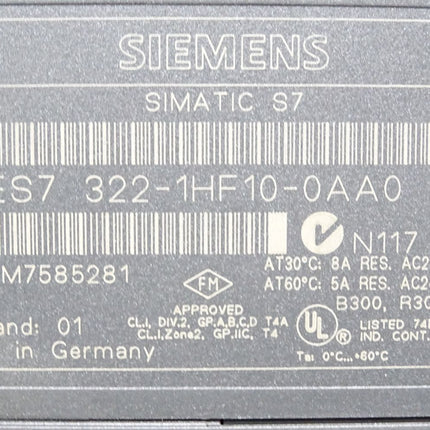 SIEMENS
SIMATIC S7
ES7 322-1HF10-0AA0
N117
M7585281
AT30°C: 8A RES. AC2
AT60°C: 5A RES. AC2
FM
B300, R30
APPROVED
and: 01
CL.I, DIV.2, GP.A,B,C,D T4A
CL.I,Zone2, GP.IIC, T4
UL
LISTED 74
IND. CONT.
in Germany
Ta: 0°C...+60°C